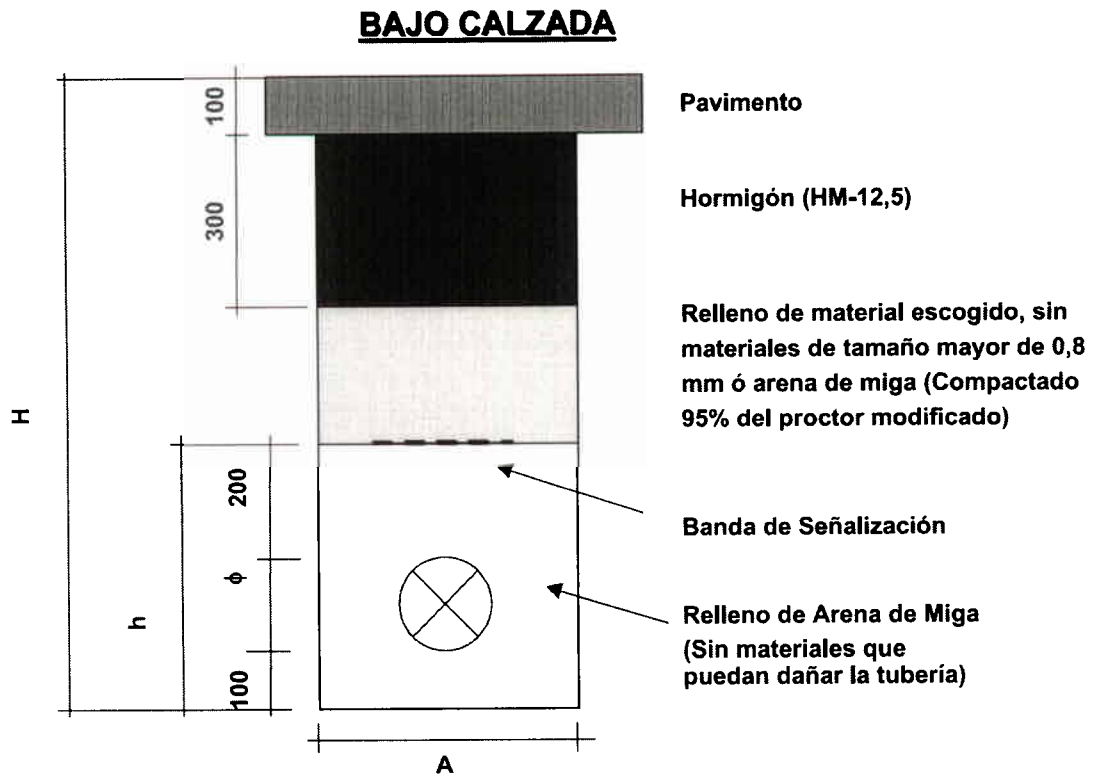 BAJO CALZADA
100
Pavimento
300
Hormigón (HM-12,5)
Relleno de material escogido, sin
materiales de tamaño mayor de 0,8
mm ó arena de miga (Compactado
95% del proctor modificado)
H
200
Banda de Señalización
ϕ
h
Relleno de Arena de Miga
(Sin materiales que
puedan dañar la tubería)
100
A